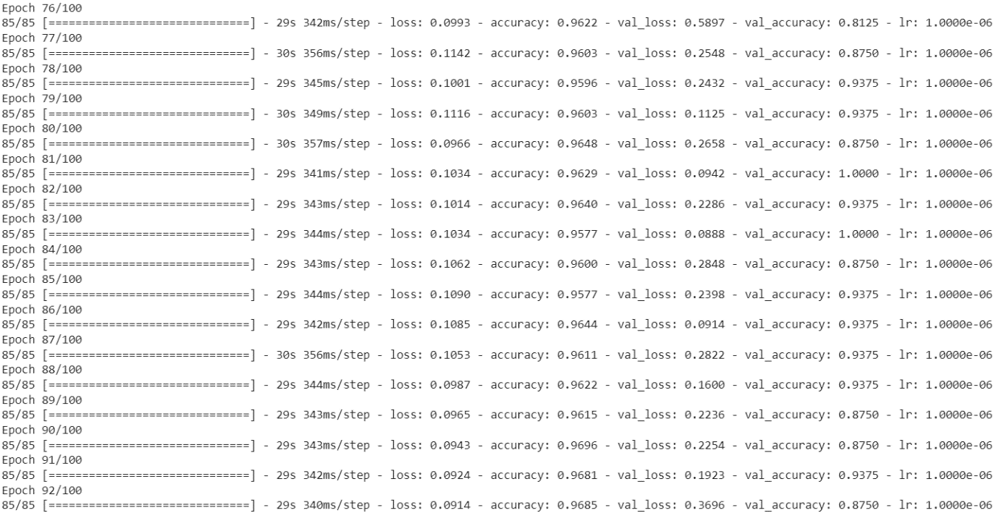 Epoch 76/100
85/85 [==============================] - 29s 342ms/step - loss: 0.0993 - accuracy: 0.9622 - val_loss: 0.5897 - val_accuracy: 0.8125 - lr: 1.0000e-06
Epoch 77/100
85/85 [==============================] - 30s 356ms/step - loss: 0.1142 - accuracy: 0.9603 - val_loss: 0.2548 - val_accuracy: 0.8750 - lr: 1.0000e-06
Epoch 78/100
85/85 [==============================] - 29s 345ms/step - loss: 0.1001 - accuracy: 0.9596 - val_loss: 0.2432 - val_accuracy: 0.9375 - lr: 1.0000e-06
Epoch 79/100
85/85 [==============================] - 30s 349ms/step - loss: 0.1116 - accuracy: 0.9603 - val_loss: 0.1125 - val_accuracy: 0.9375 - lr: 1.0000e-06
Epoch 80/100
85/85 [==============================] - 30s 357ms/step - loss: 0.0966 - accuracy: 0.9648 - val_loss: 0.2658 - val_accuracy: 0.8750 - lr: 1.0000e-06
Epoch 81/100
85/85 [==============================] - 29s 341ms/step - loss: 0.1034 - accuracy: 0.9629 - val_loss: 0.0942 - val_accuracy: 1.0000 - lr: 1.0000e-06
Epoch 82/100
85/85 [==============================] - 29s 343ms/step - loss: 0.1014 - accuracy: 0.9640 - val_loss: 0.2286 - val_accuracy: 0.9375 - lr: 1.0000e-06
Epoch 83/100
85/85 [==============================] - 29s 344ms/step - loss: 0.1034 - accuracy: 0.9577 - val_loss: 0.0888 - val_accuracy: 1.0000 - lr: 1.0000e-06
Epoch 84/100
85/85 [==============================] - 29s 343ms/step - loss: 0.1062 - accuracy: 0.9600 - val_loss: 0.2848 - val_accuracy: 0.8750 - lr: 1.0000e-06
Epoch 85/100
85/85 [==============================] - 29s 344ms/step - loss: 0.1090 - accuracy: 0.9577 - val_loss: 0.2398 - val_accuracy: 0.9375 - lr: 1.0000e-06
Epoch 86/100
85/85 [==============================] - 29s 342ms/step - loss: 0.1085 - accuracy: 0.9644 - val_loss: 0.0914 - val_accuracy: 0.9375 - lr: 1.0000e-06
Epoch 87/100
85/85 [==============================] - 30s 356ms/step - loss: 0.1053 - accuracy: 0.9611 - val_loss: 0.2822 - val_accuracy: 0.9375 - lr: 1.0000e-06
Epoch 88/100
85/85 [==============================] - 29s 344ms/step - loss: 0.0987 - accuracy: 0.9622 - val_loss: 0.1600 - val_accuracy: 0.9375 - lr: 1.0000e-06
Epoch 89/100
85/85 [==============================] - 29s 343ms/step - loss: 0.0965 - accuracy: 0.9615 - val_loss: 0.2236 - val_accuracy: 0.8750 - lr: 1.0000e-06
Epoch 90/100
85/85 [==============================] - 29s 343ms/step - loss: 0.0943 - accuracy: 0.9696 - val_loss: 0.2254 - val_accuracy: 0.8750 - lr: 1.0000e-06
Epoch 91/100
85/85 [==============================] - 29s 342ms/step - loss: 0.0924 - accuracy: 0.9681 - val_loss: 0.1923 - val_accuracy: 0.9375 - lr: 1.0000e-06
Epoch 92/100
85/85 [==============================] - 29s 340ms/step - loss: 0.0914 - accuracy: 0.9685 - val_loss: 0.3696 - val_accuracy: 0.8750 - lr: 1.0000e-06